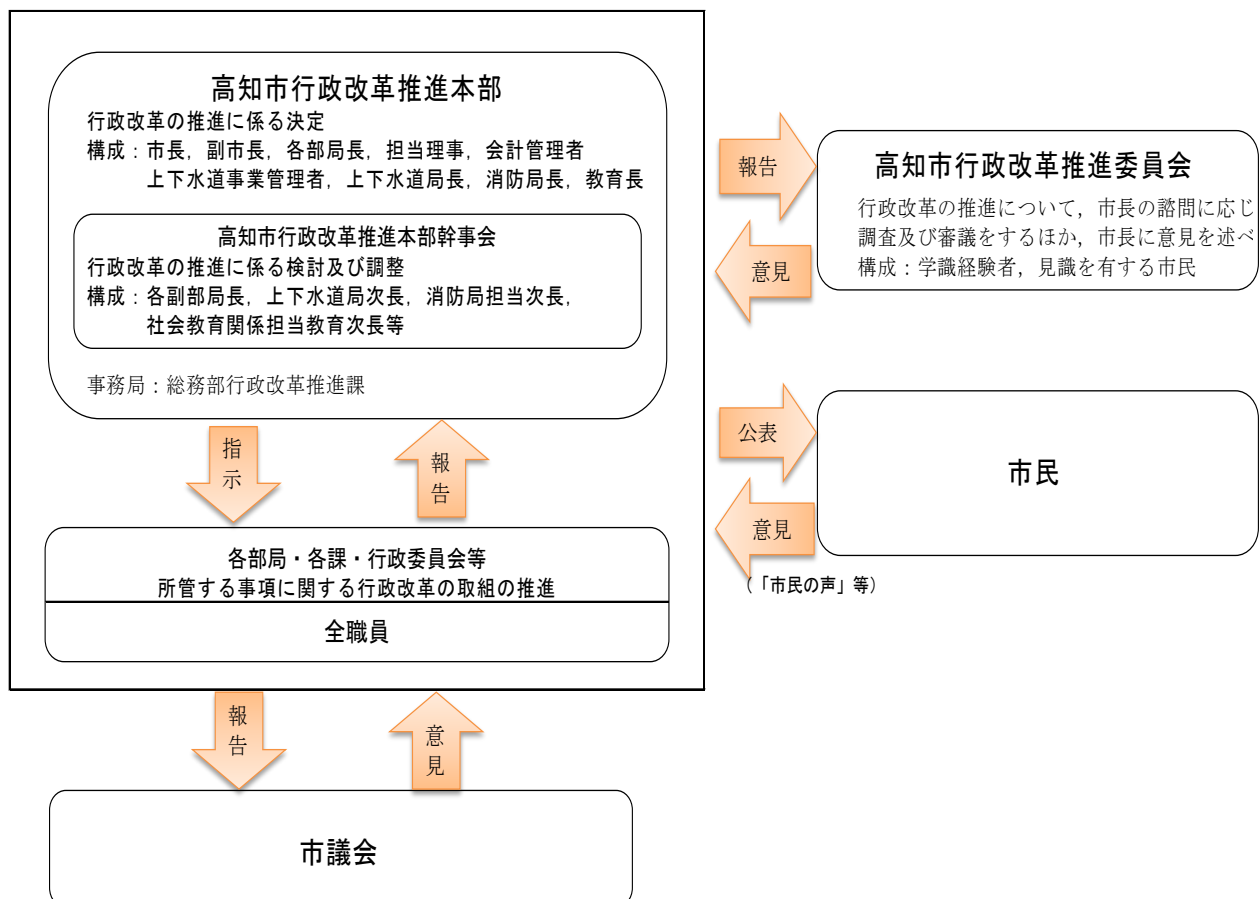 高知市行政改革推進本部
行政改革の推進に係る決定
構成：市長，副市長，各部局長，担当理事，会計管理者
上下水道事業管理者，上下水道局長，消防局長，教育長
高知市行政改革推進本部幹事会
行政改革の推進に係る検討及び調整
構成：各副部局長，上下水道局次長，消防局担当次長，
社会教育関係担当教育次長等
事務局：総務部行政改革推進課
指示
報告
各部局・各課・行政委員会等
所管する事項に関する行政改革の取組の推進
全職員
報告
意見
市議会
報告
意見
高知市行政改革推進委員会
行政改革の推進について，市長の諮問に応じ
調査及び審議をするほか，市長に意見を述べ
構成：学識経験者，見識を有する市民
公表
意見
（「市民の声」等）
市民